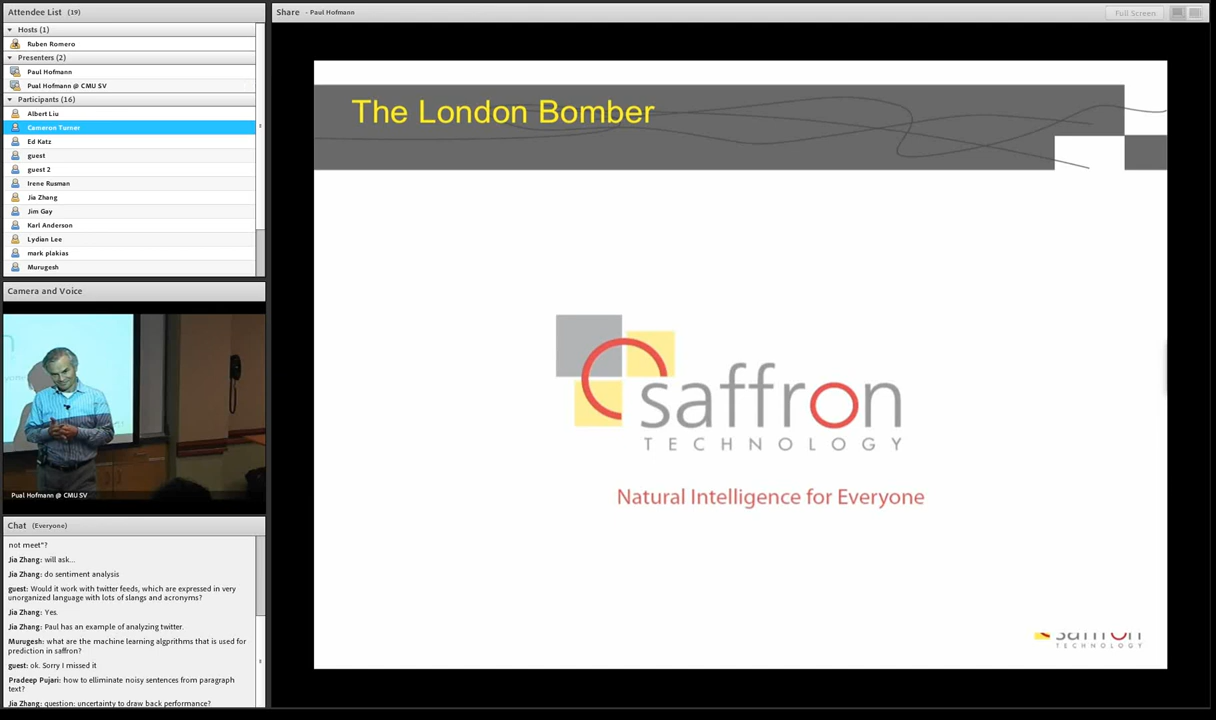 Attendee List (19)
Hosts (1)
Ruben Romero
Presenters (2)
Paul Hofmann
Pual Hofmann @ CMU SV
Participants (16)
Albert Liu
Cameron Turner
Ed Katz
guest
guest 2
Irene Rusman
Jia Zhang
Jim Gay
Karl Anderson
Lydian Lee
mark plakias
Murugesh
Camera and Voice
Pual Hofmann @ CMU SV
Chat (Everyone)
not meet"?
Jia Zhang: will ask...
Jia Zhang: do sentiment analysis
guest: Would it work with twitter feeds, which are expressed in very
unorganized language with lots of slangs and acronyms?
Jia Zhang: Yes.
Jia Zhang: Paul has an example of analyzing twitter.
Murugesh: what are the machine learning algprithms that is used for
prediction in saffron?
guest: ok. Sorry I missed it
Pradeep Pujari: how to elliminate noisy sentences from paragraph
text?
Jia Zhang: question: uncertainty to draw back performance?
Share - Paul Hofmann
Full Screen
The London Bomber
saffron
TECHNOLOGY
Natural Intelligence for Everyone
saffron
TECHNOLOGY